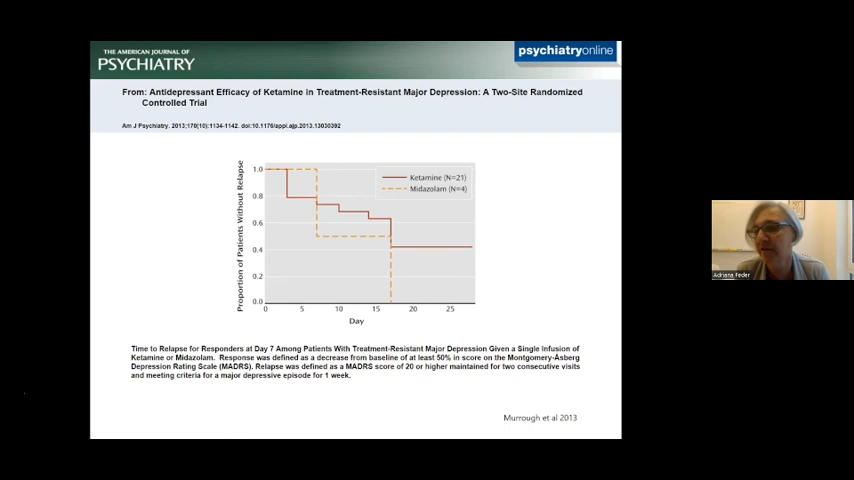 THE AMERICAN JOURNAL OF
PSYCHIATRY
psychiatryonline
From: Antidepressant Efficacy of Ketamine in Treatment-Resistant Major Depression: A Two-Site Randomized
Controlled Trial
Am J Psychiatry. 2013;170(10):1134-1142. doi:10.1176/appi.ajp.2013.13030392
Proportion of Patients Without Relapse
1.0
0.8
0.6
0.4
0.2
0.0
Ketamine (N=21)
Midazolam (N=4)
0 5 10 15 20 25
Day
Time to Relapse for Responders at Day 7 Among Patients With Treatment-Resistant Major Depression Given a Single Infusion of
Ketamine or Midazolam. Response was defined as a decrease from baseline of at least 50% in score on the Montgomery-Åsberg
Depression Rating Scale (MADRS). Relapse was defined as a MADRS score of 20 or higher maintained for two consecutive visits
and meeting criteria for a major depressive episode for 1 week.
Murrough et al 2013
Adriana Feder